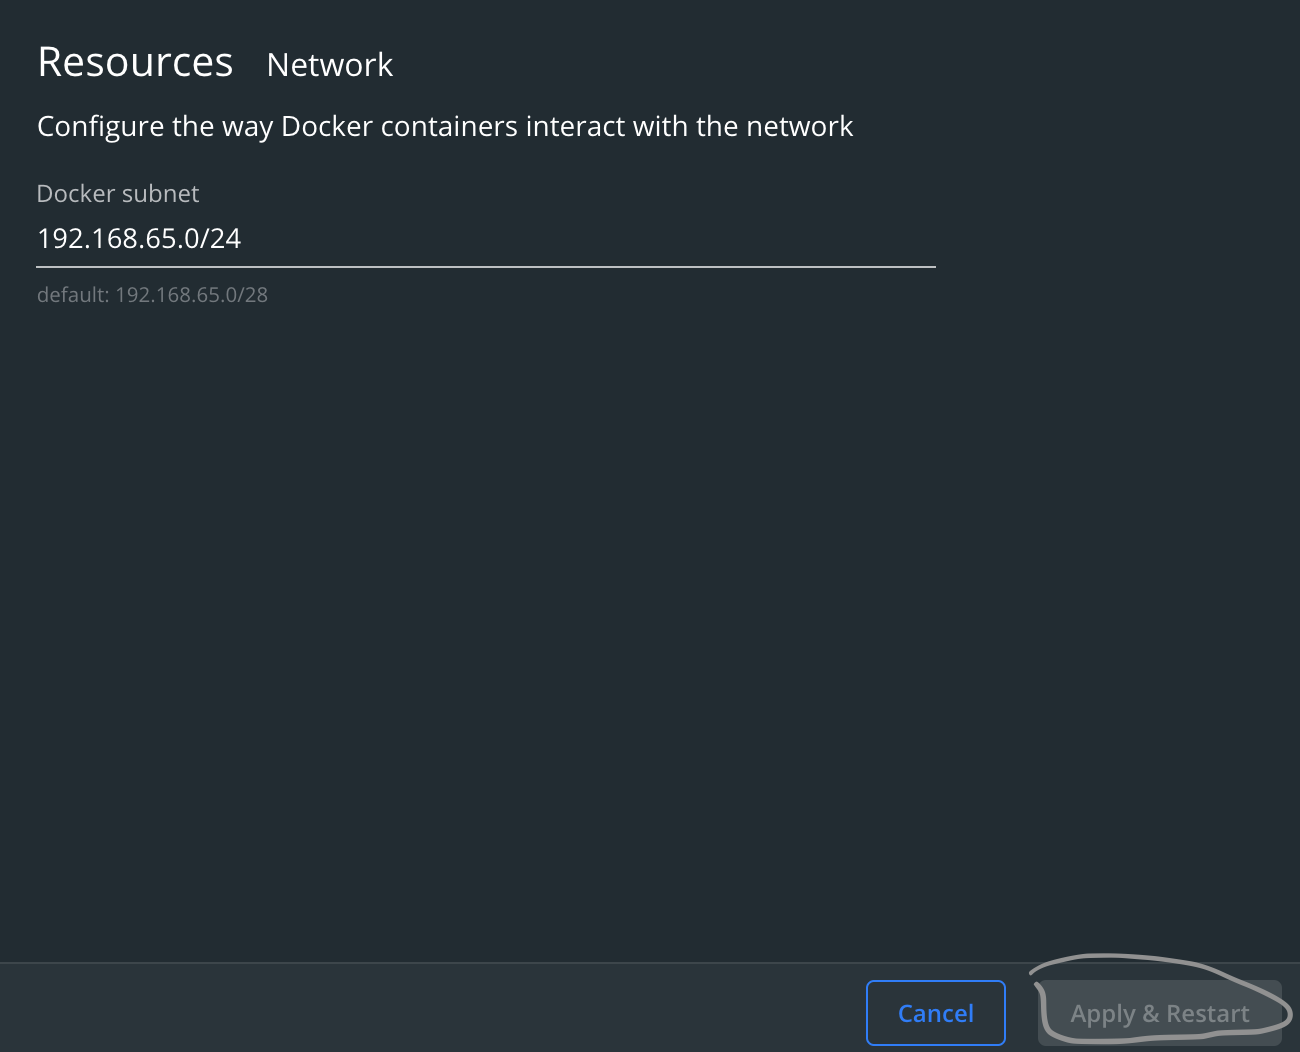 Resources Network
Configure the way Docker containers interact with the network
Docker subnet
192.168.65.0/24
default: 192.168.65.0/28
Cancel Apply & Restart